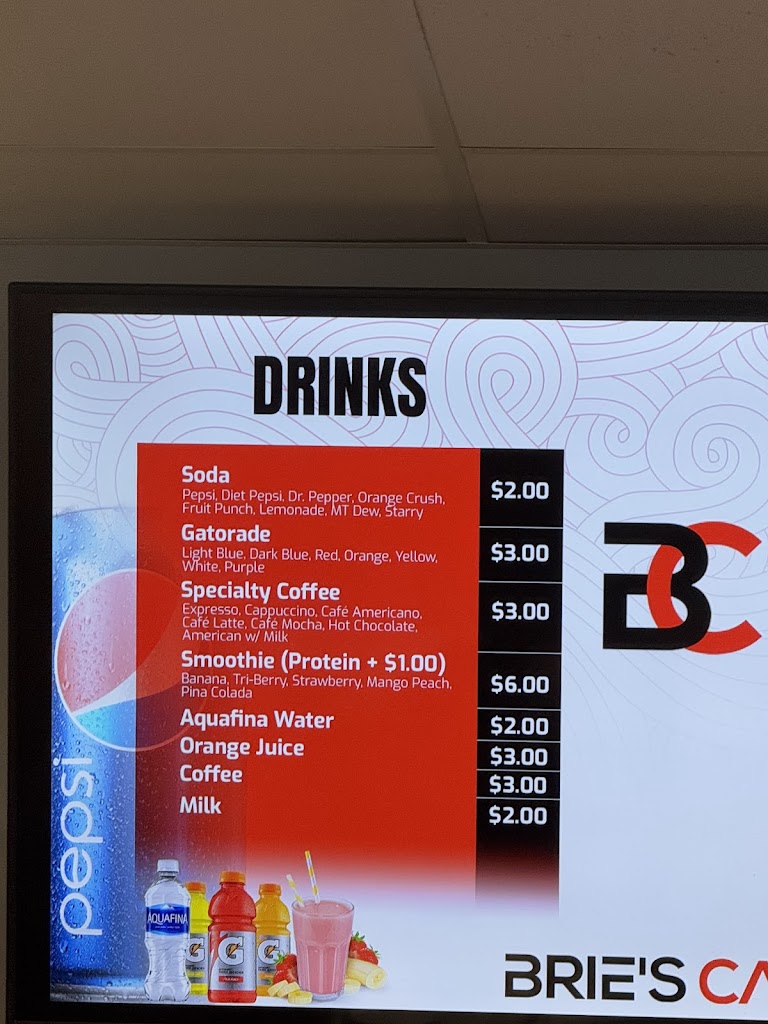 DRINKS
Soda
Pepsi, Diet Pepsi, Dr. Pepper, Orange Crush,
Fruit Punch, Lemonade, MT Dew, Starry
$2.00
Gatorade
Light Blue, Dark Blue, Red, Orange, Yellow,
White, Purple
$3.00
Specialty Coffee
Expresso, Cappuccino, Café Americano,
Café Latte, Café Mocha, Hot Chocolate,
American w/ Milk
$3.00
Smoothie (Protein + $1.00)
Banana, Tri-Berry, Strawberry, Mango Peach,
Pina Colada
$6.00
Aquafina Water $2.00
Orange Juice $3.00
Coffee $3.00
Milk $2.00
BC
pepsi
AQUAFINA
G
G
G
BRIE'S CA